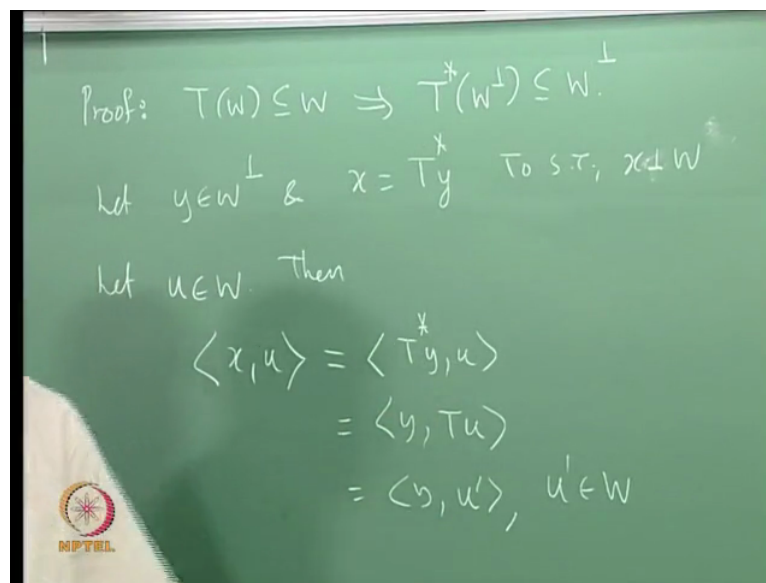 Proof: T(W) ⊆ W ⇒ T*(W⊥) ⊆ W⊥.
Let y∈W⊥ & x = T*y To S.T, x⊥W
Let u∈W. Then
⟨x,u⟩ = ⟨T*y,u⟩
= ⟨y,Tu⟩
= ⟨y,u'⟩, u'∈W
NPTEL